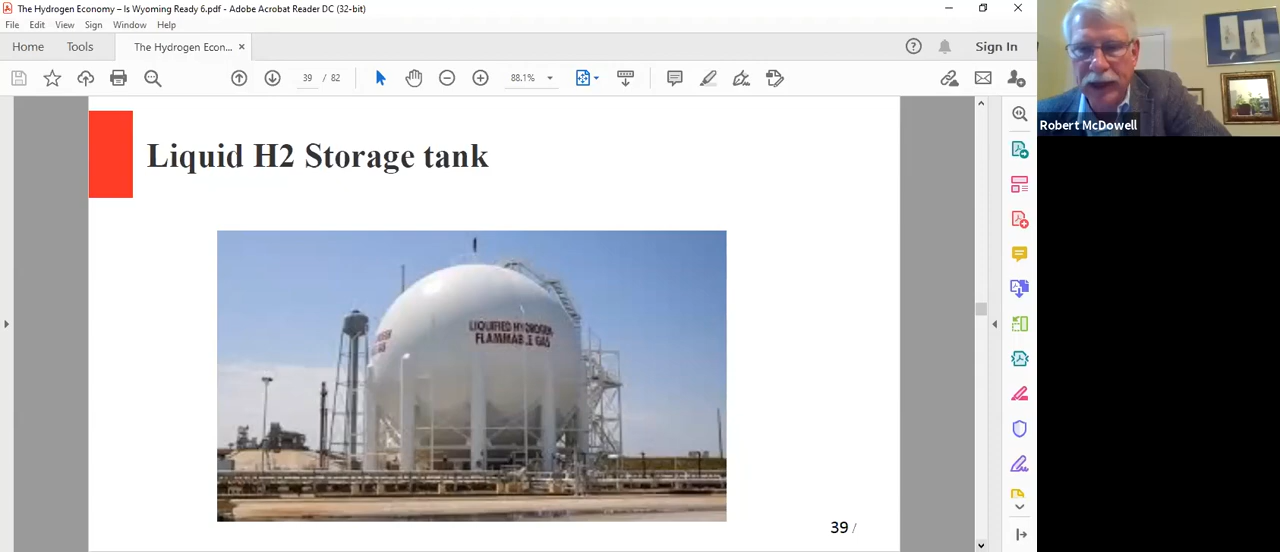 The Hydrogen Economy – Is Wyoming Ready 6.pdf - Adobe Acrobat Reader DC (32-bit)
File Edit View Sign Window Help
Home Tools The Hydrogen Econ... ×
Sign In
39 / 82
88.1%
Robert McDowell
Liquid H2 Storage tank
LIQUIFIED HYDROGEN
FLAMMABLE GAS
39 /